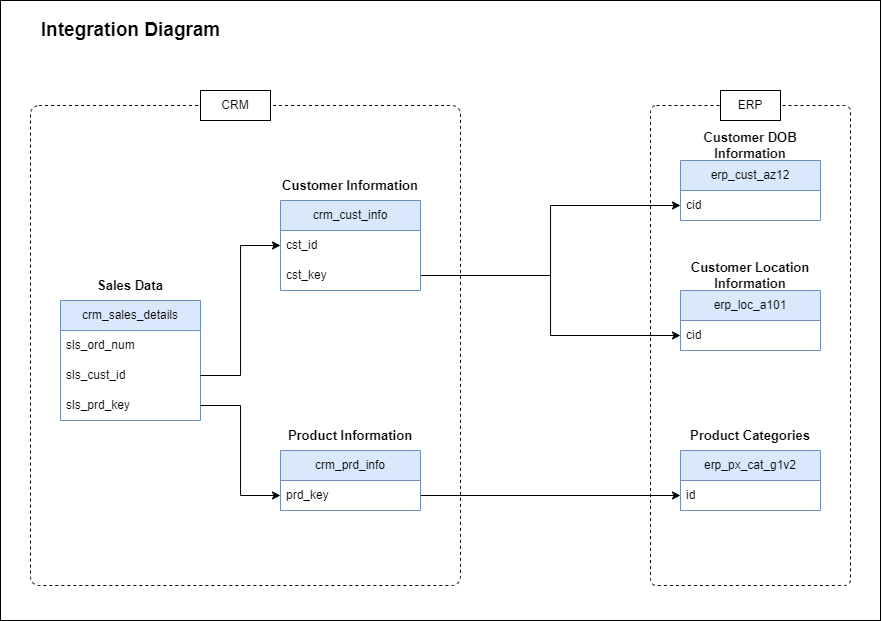 Integration Diagram
CRM
ERP
Customer DOB
Information
erp_cust_az12
cid
Customer Information
crm_cust_info
cst_id
cst_key
Customer Location
Information
erp_loc_a101
cid
Sales Data
crm_sales_details
sls_ord_num
sls_cust_id
sls_prd_key
Product Information
crm_prd_info
prd_key
Product Categories
erp_px_cat_g1v2
id